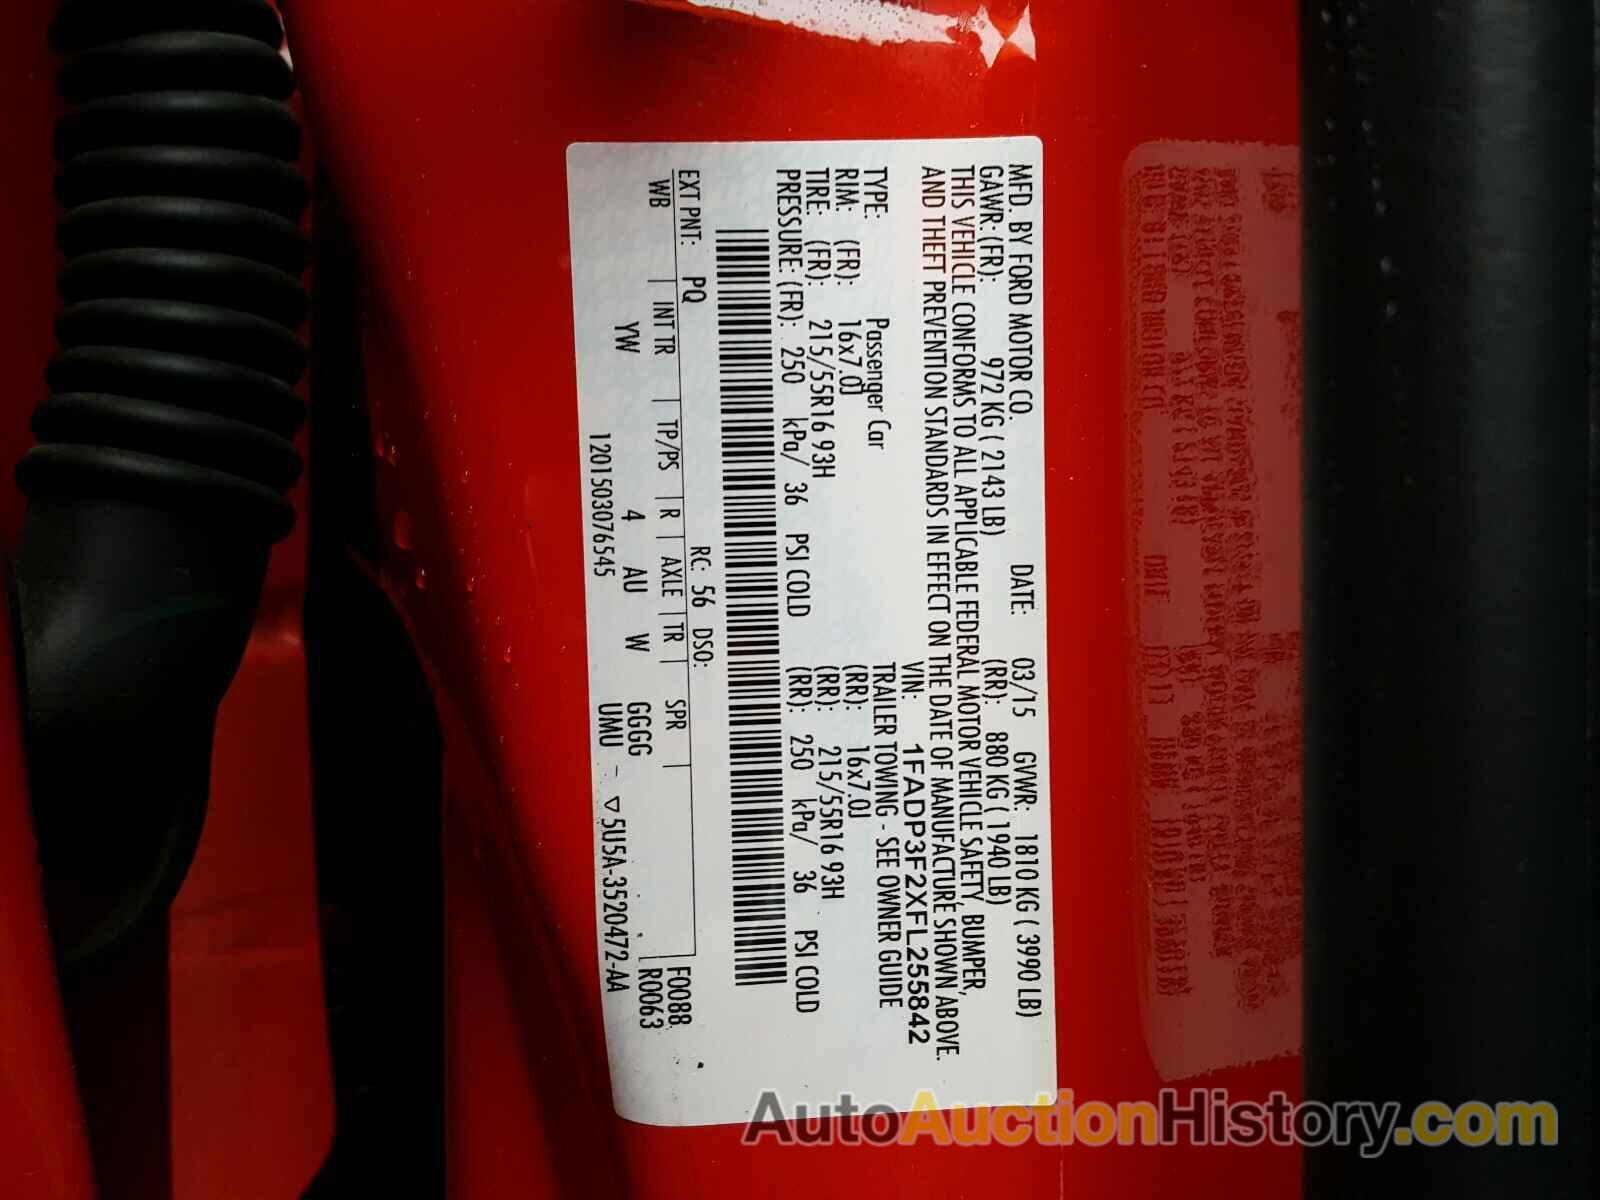 MFD. BY FORD MOTOR CO. DATE: 03/15 GVWR: 1810 KG ( 3990 LB)
GAWR: (FR): 972 KG ( 2143 LB) (RR): 880 KG ( 1940 LB)
THIS VEHICLE CONFORMS TO ALL APPLICABLE FEDERAL MOTOR VEHICLE SAFETY, BUMPER,
AND THEFT PREVENTION STANDARDS IN EFFECT ON THE DATE OF MANUFACTURE SHOWN ABOVE.
VIN: 1FADP3F2XFL255842
TYPE: Passenger Car TRAILER TOWING - SEE OWNER GUIDE
RIM: (FR): 16x7.0J (RR): 16x7.0J
TIRE: (FR): 215/55R16 93H (RR): 215/55R16 93H
PRESSURE: (FR): 250 kPa/ 36 PSI COLD (RR): 250 kPa/ 36 PSI COLD
EXT PNT: PQ RC: 56 DSO: F0088
WB INT TR TP/PS R AXLE TR SPR R0063
YW 4 AU W GGGG
1201503076545 UMU - ▽5U5A-3520472-AA
AutoAuctionHistory.com